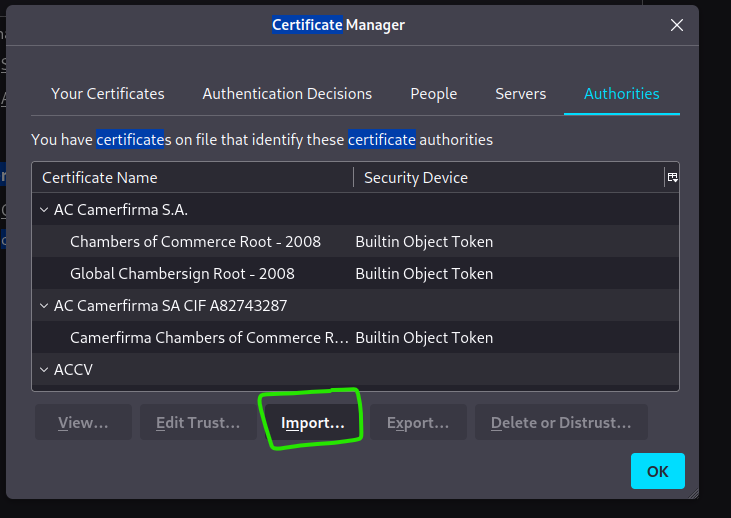 Certificate Manager
Your Certificates Authentication Decisions People Servers Authorities
You have certificates on file that identify these certificate authorities
Certificate Name Security Device
AC Camerfirma S.A.
Chambers of Commerce Root - 2008 Builtin Object Token
Global Chambersign Root - 2008 Builtin Object Token
AC Camerfirma SA CIF A82743287
Camerfirma Chambers of Commerce R... Builtin Object Token
ACCV
View... Edit Trust... Import... Export... Delete or Distrust...
OK